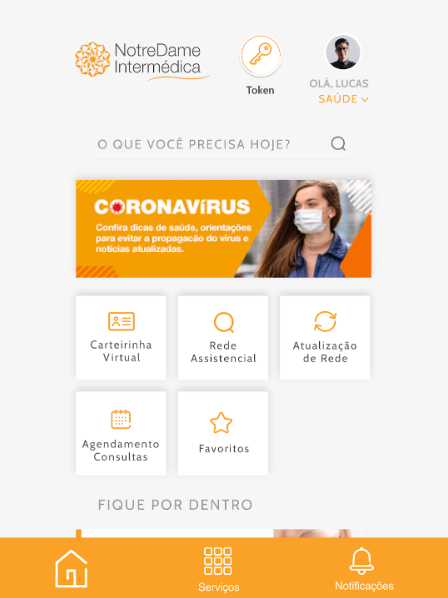 NotreDame
Intermédica
Token
OLÁ, LUCAS
SAÚDE
O QUE VOCÊ PRECISA HOJE?
CORONAVíRUS
Confira dicas de saúde, orientações
para evitar a propagacão do vírus e
notícias atualizadas.
Carteirinha
Virtual
Rede
Assistencial
Atualização
de Rede
Agendamento
Consultas
Favoritos
FIQUE POR DENTRO
Serviços
Notificações